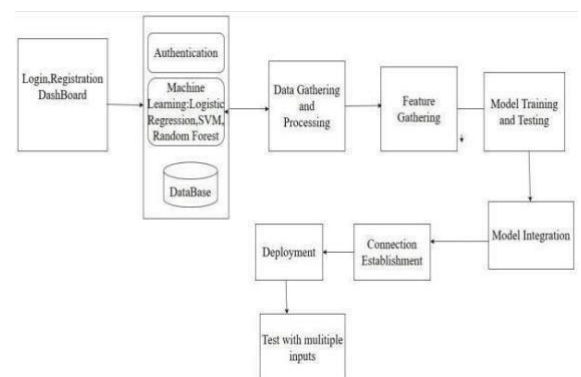 Login,Registration
DashBoard
Authentication
Machine
Learning:Logistic
Regression,SVM,
Random Forest
DataBase
Data Gathering
and
Processing
Feature
Gathering
Model Training
and Testing
Model Integration
Connection
Establishment
Deployment
Test with mulitiple
inputs